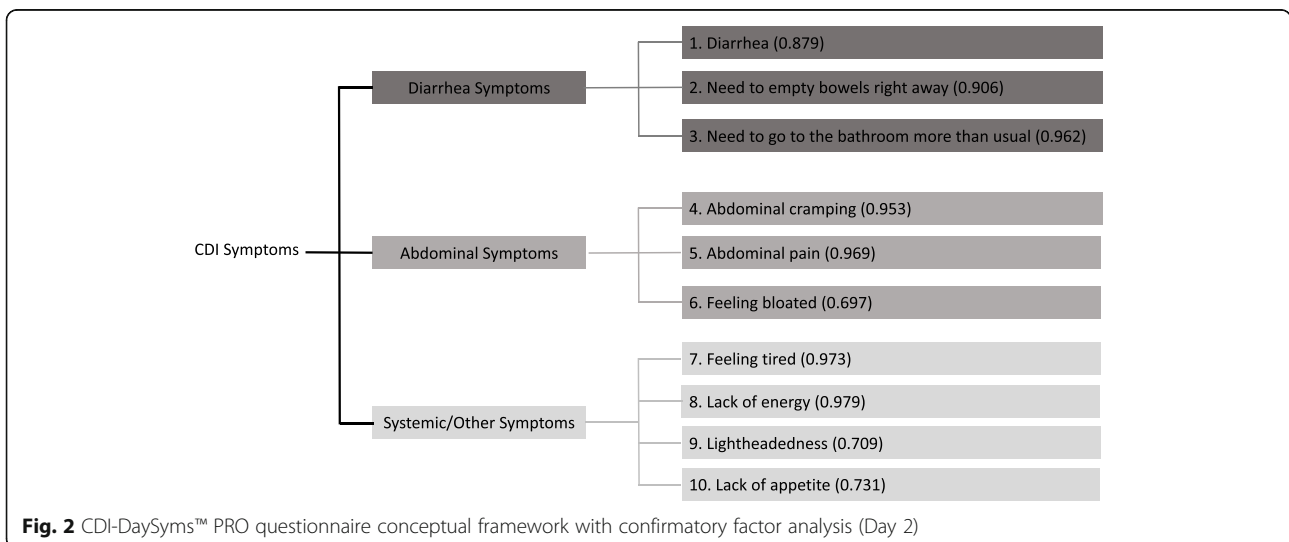 CDI Symptoms
Diarrhea Symptoms
1. Diarrhea (0.879)
2. Need to empty bowels right away (0.906)
3. Need to go to the bathroom more than usual (0.962)
Abdominal Symptoms
4. Abdominal cramping (0.953)
5. Abdominal pain (0.969)
6. Feeling bloated (0.697)
Systemic/Other Symptoms
7. Feeling tired (0.973)
8. Lack of energy (0.979)
9. Lightheadedness (0.709)
10. Lack of appetite (0.731)
Fig. 2 CDI-DaySyms™ PRO questionnaire conceptual framework with confirmatory factor analysis (Day 2)